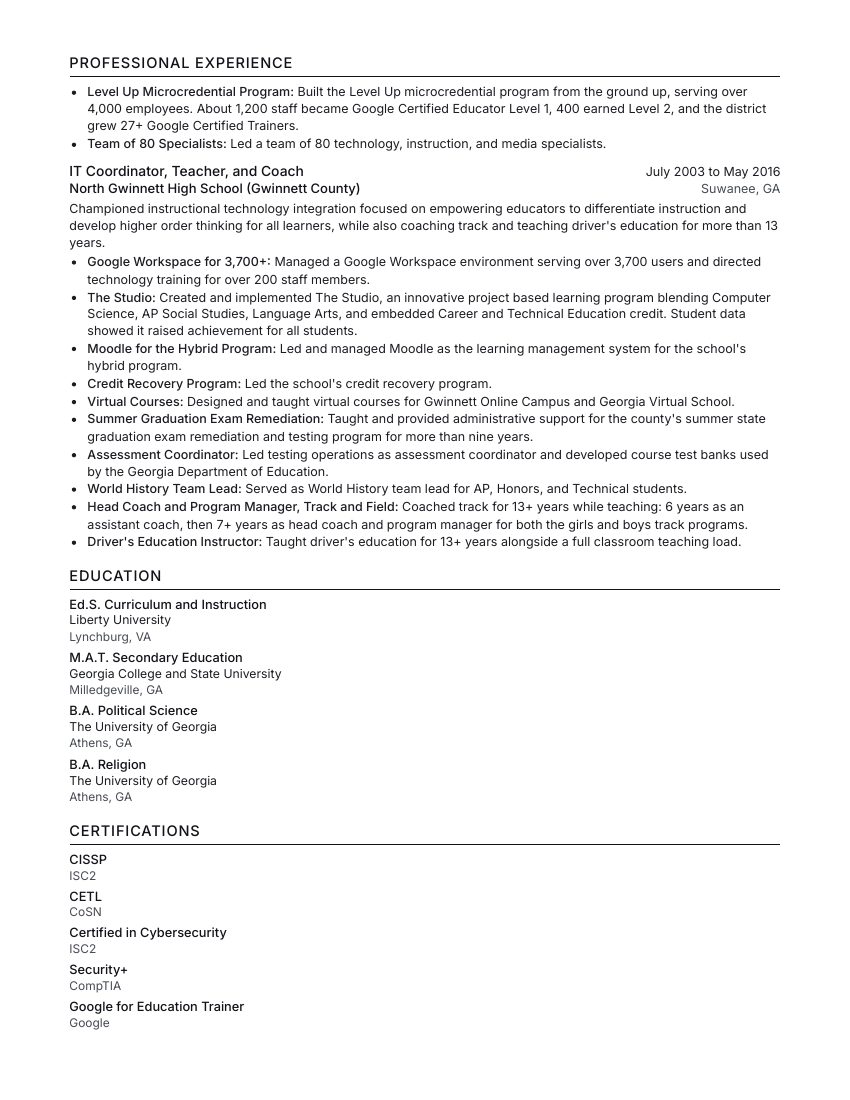 PROFESSIONAL EXPERIENCE
• Level Up Microcredential Program: Built the Level Up microcredential program from the ground up, serving over
4,000 employees. About 1,200 staff became Google Certified Educator Level 1, 400 earned Level 2, and the district
grew 27+ Google Certified Trainers.
• Team of 80 Specialists: Led a team of 80 technology, instruction, and media specialists.
IT Coordinator, Teacher, and Coach July 2003 to May 2016
North Gwinnett High School (Gwinnett County) Suwanee, GA
Championed instructional technology integration focused on empowering educators to differentiate instruction and
develop higher order thinking for all learners, while also coaching track and teaching driver's education for more than 13
years.
• Google Workspace for 3,700+: Managed a Google Workspace environment serving over 3,700 users and directed
technology training for over 200 staff members.
• The Studio: Created and implemented The Studio, an innovative project based learning program blending Computer
Science, AP Social Studies, Language Arts, and embedded Career and Technical Education credit. Student data
showed it raised achievement for all students.
• Moodle for the Hybrid Program: Led and managed Moodle as the learning management system for the school's
hybrid program.
• Credit Recovery Program: Led the school's credit recovery program.
• Virtual Courses: Designed and taught virtual courses for Gwinnett Online Campus and Georgia Virtual School.
• Summer Graduation Exam Remediation: Taught and provided administrative support for the county's summer state
graduation exam remediation and testing program for more than nine years.
• Assessment Coordinator: Led testing operations as assessment coordinator and developed course test banks used
by the Georgia Department of Education.
• World History Team Lead: Served as World History team lead for AP, Honors, and Technical students.
• Head Coach and Program Manager, Track and Field: Coached track for 13+ years while teaching: 6 years as an
assistant coach, then 7+ years as head coach and program manager for both the girls and boys track programs.
• Driver's Education Instructor: Taught driver's education for 13+ years alongside a full classroom teaching load.
EDUCATION
Ed.S. Curriculum and Instruction
Liberty University
Lynchburg, VA
M.A.T. Secondary Education
Georgia College and State University
Milledgeville, GA
B.A. Political Science
The University of Georgia
Athens, GA
B.A. Religion
The University of Georgia
Athens, GA
CERTIFICATIONS
CISSP
ISC2
CETL
CoSN
Certified in Cybersecurity
ISC2
Security+
CompTIA
Google for Education Trainer
Google